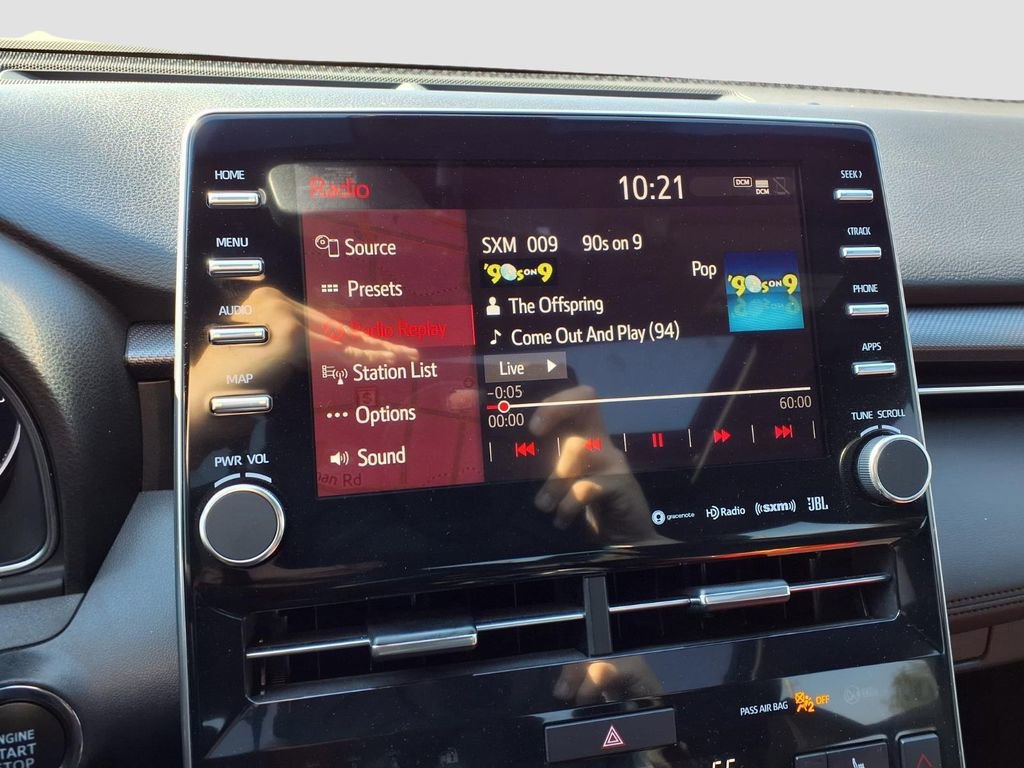 HOME
MENU
AUDIO
MAP
PWR VOL
Radio
10:21
DCM
DCM
Source
Presets
Radio Replay
Station List
Options
Sound
SXM 009 90s on 9
'90s ON 9
Pop
'90s ON 9
The Offspring
Come Out And Play (94)
Live
-0:05
00:00
60:00
SEEK >
<TRACK
PHONE
APPS
TUNE SCROLL
gracenote
HD Radio
((sxm))
JBL
PASS AIR BAG
2 OFF
ENGINE
START
STOP